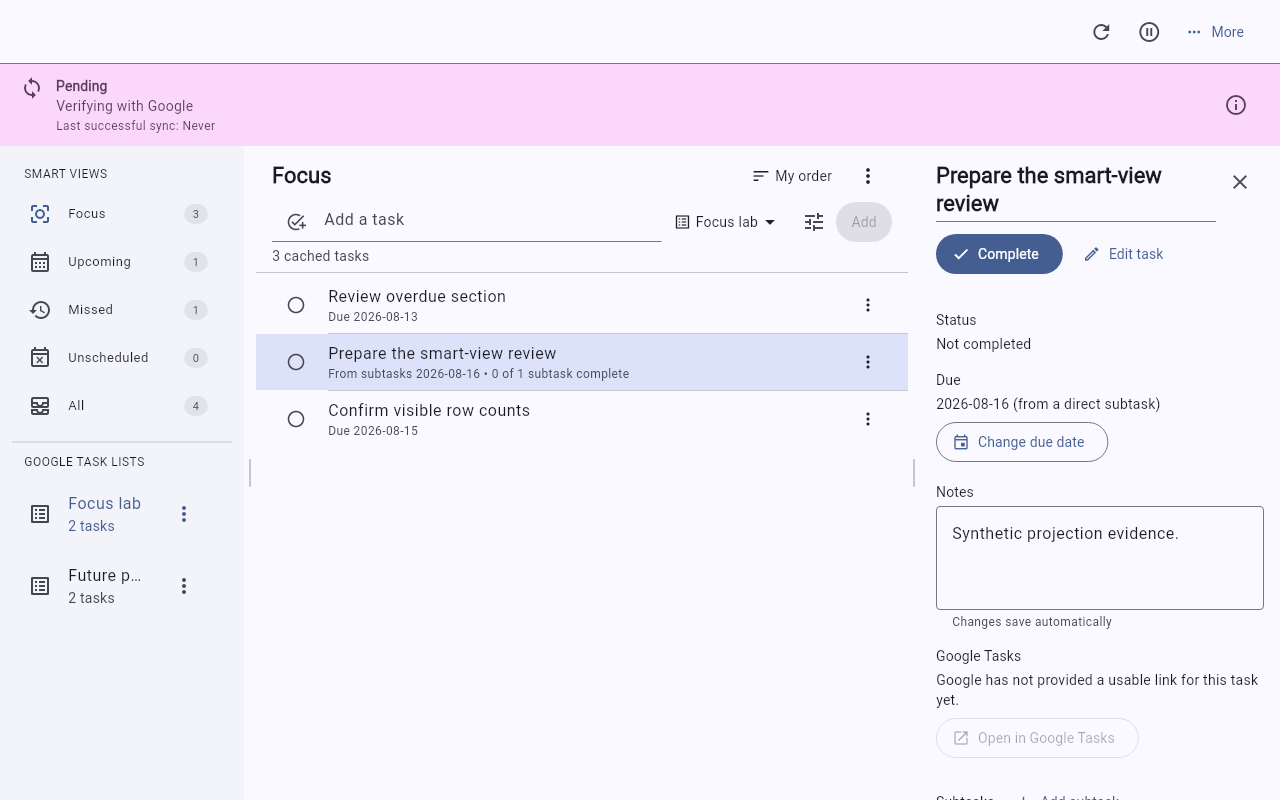 More
Pending
Verifying with Google
Last successful sync: Never
SMART VIEWS
Focus
3
Upcoming
1
Missed
1
Unscheduled
0
All
4
GOOGLE TASK LISTS
Focus lab
2 tasks
Future p…
2 tasks
Focus
My order
Add a task
Focus lab
Add
3 cached tasks
Review overdue section
Due 2026-08-13
Prepare the smart-view review
From subtasks 2026-08-16 • 0 of 1 subtask complete
Confirm visible row counts
Due 2026-08-15
Prepare the smart-view
review
Complete
Edit task
Status
Not completed
Due
2026-08-16 (from a direct subtask)
Change due date
Notes
Synthetic projection evidence.
Changes save automatically
Google Tasks
Google has not provided a usable link for this task
yet.
Open in Google Tasks
Subtasks
Add subtask